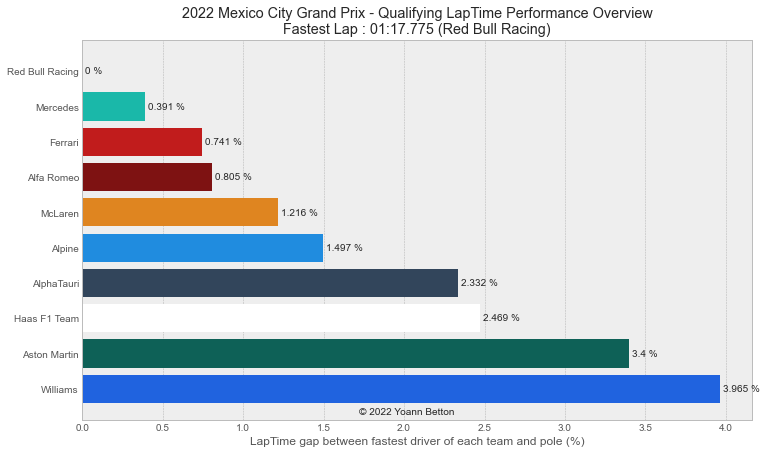 2022 Mexico City Grand Prix - Qualifying LapTime Performance Overview
Fastest Lap : 01:17.775 (Red Bull Racing)
Red Bull Racing 0 %
Mercedes 0.391 %
Ferrari 0.741 %
Alfa Romeo 0.805 %
McLaren 1.216 %
Alpine 1.497 %
AlphaTauri 2.332 %
Haas F1 Team 2.469 %
Aston Martin 3.4 %
Williams 3.965 %
© 2022 Yoann Betton
0.0 0.5 1.0 1.5 2.0 2.5 3.0 3.5 4.0
LapTime gap between fastest driver of each team and pole (%)